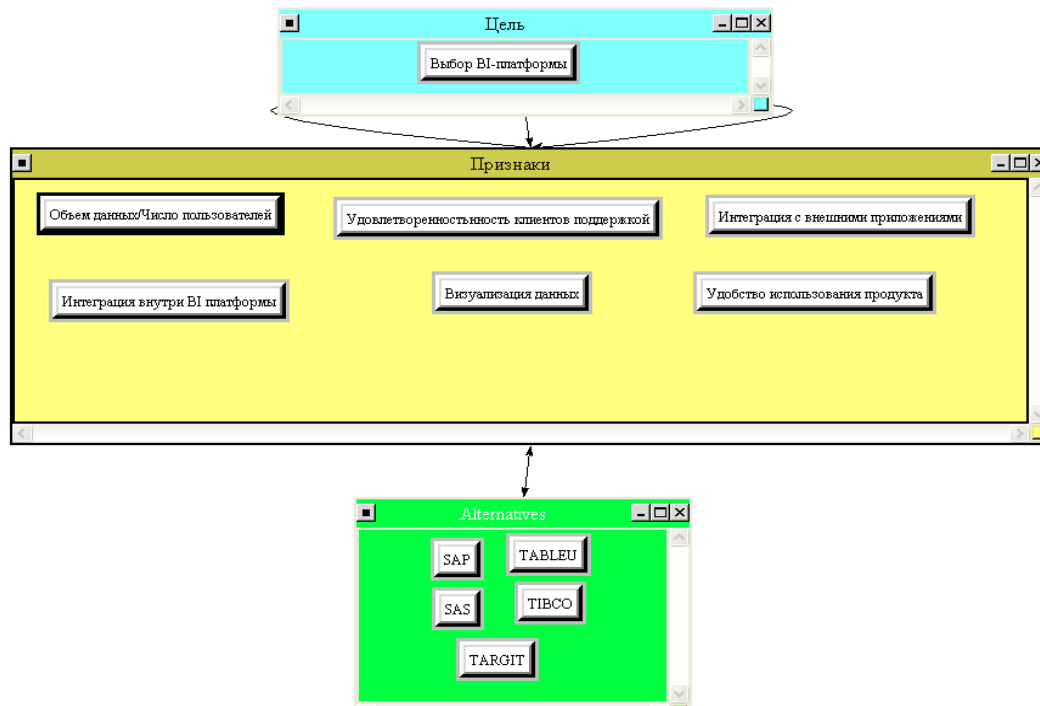 Цель
Выбор BI-платформы
Признаки
Объем данных/Число пользователей
Удовлетворенностьнность клиентов поддержкой
Интеграция с внешними приложениями
Интеграция внутри BI платформы
Визуализация данных
Удобство использования продукта
Alternatives
SAP
TABLEU
SAS
TIBCO
TARGIT